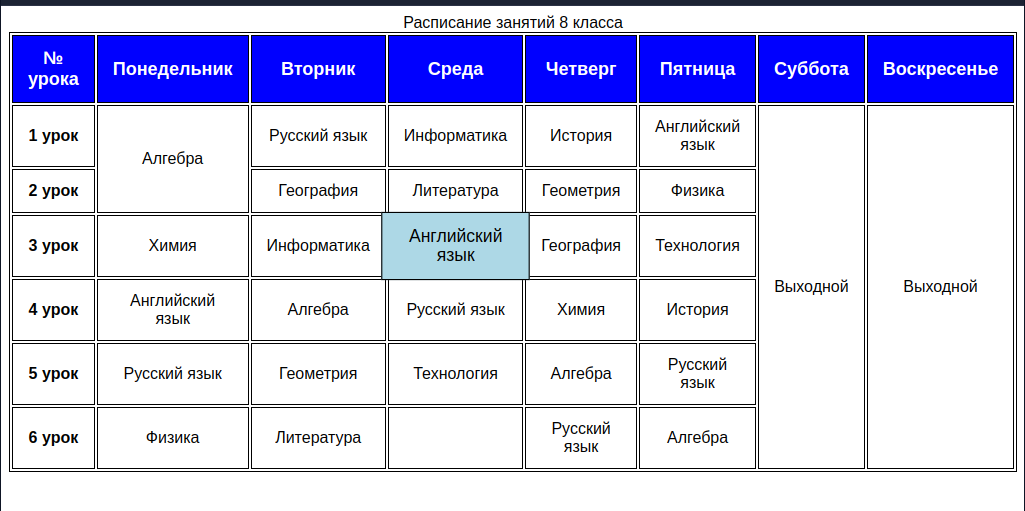 Расписание занятий 8 класса
№
урока
Понедельник
Вторник
Среда
Четверг
Пятница
Суббота
Воскресенье
1 урок
Алгебра
Русский язык
Информатика
История
Английский
язык
Выходной
Выходной
2 урок
География
Литература
Геометрия
Физика
3 урок
Химия
Информатика
Английский
язык
География
Технология
4 урок
Английский
язык
Алгебра
Русский язык
Химия
История
5 урок
Русский язык
Геометрия
Технология
Алгебра
Русский
язык
6 урок
Физика
Литература
Русский
язык
Алгебра